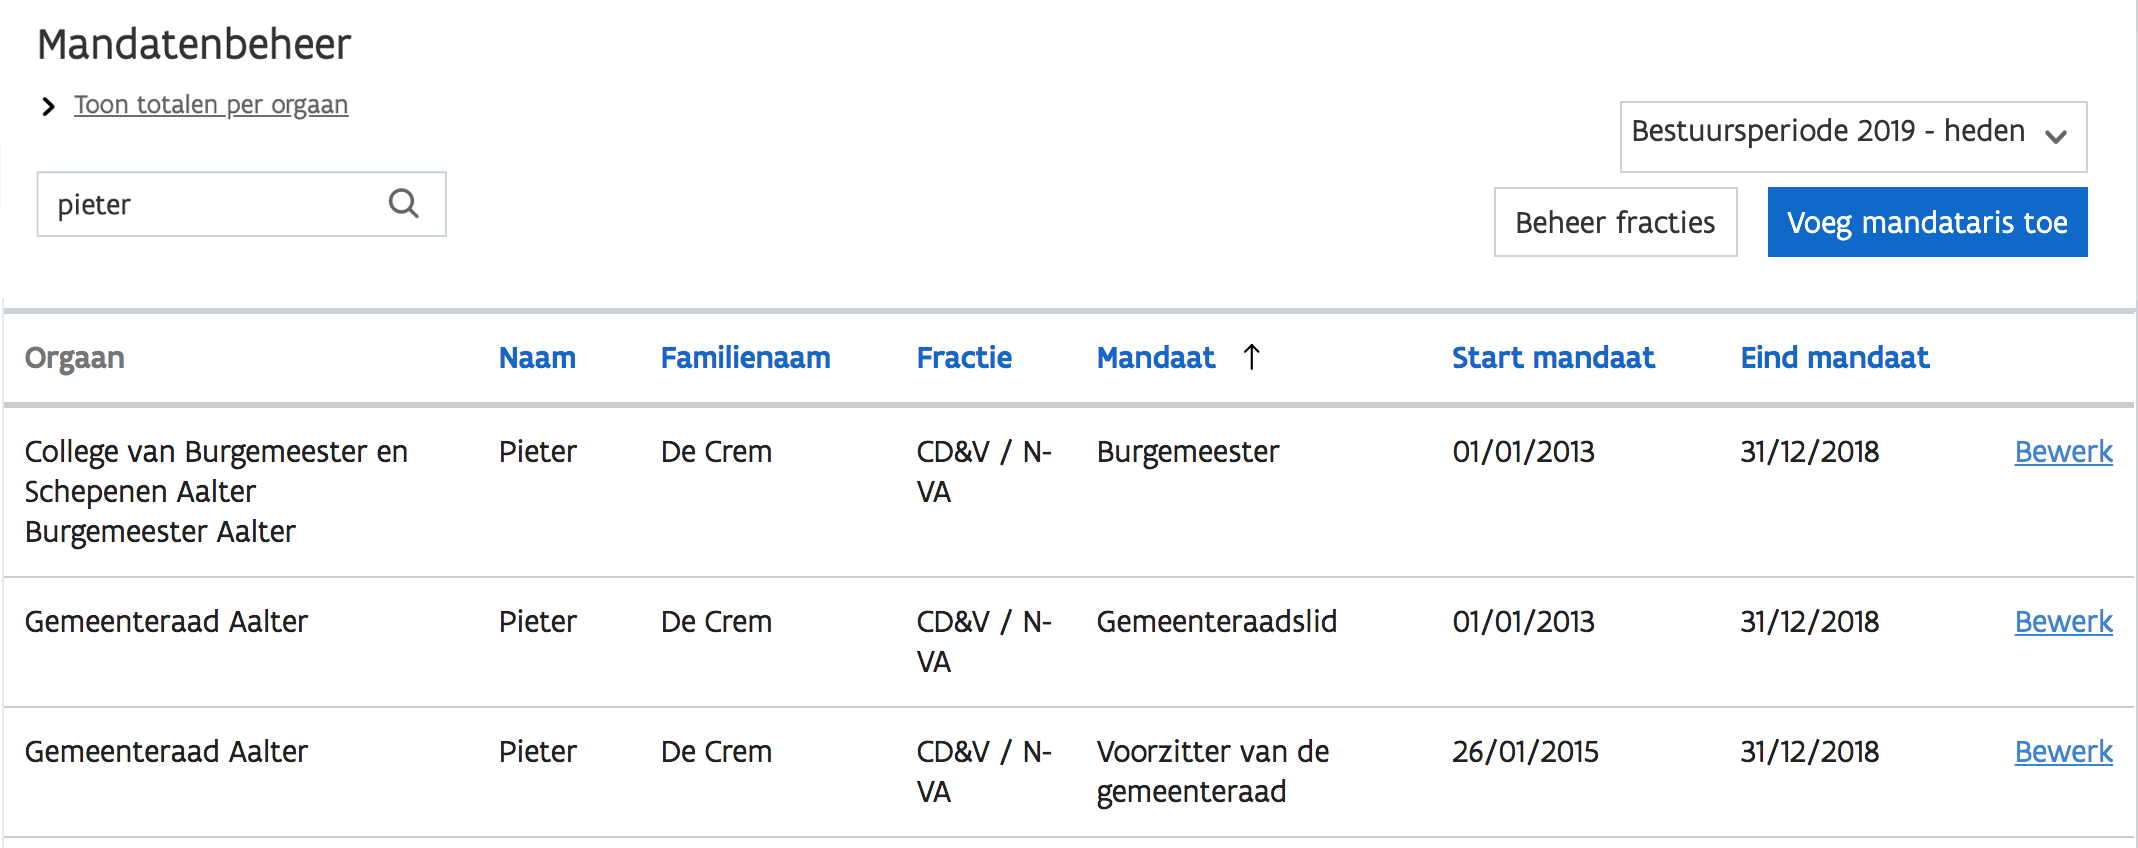 Mandatenbeheer
Toon totalen per orgaan
Bestuursperiode 2019 - heden
pieter
Beheer fracties
Voeg mandataris toe
Orgaan Naam Familienaam Fractie Mandaat ↑ Start mandaat Eind mandaat
College van Burgemeester en Pieter De Crem CD&V / N- Burgemeester 01/01/2013 31/12/2018 Bewerk
Schepenen Aalter VA
Burgemeester Aalter
Gemeenteraad Aalter Pieter De Crem CD&V / N- Gemeenteraadslid 01/01/2013 31/12/2018 Bewerk
VA
Gemeenteraad Aalter Pieter De Crem CD&V / N- Voorzitter van de 26/01/2015 31/12/2018 Bewerk
VA gemeenteraad